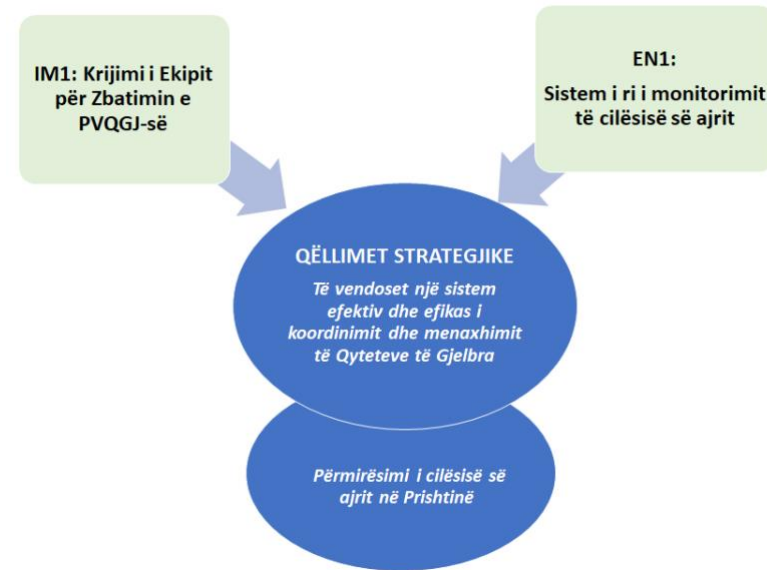 IM1: Krijimi i Ekipit
për Zbatimin e
PVQGJ-së
EN1:
Sistem i ri i monitorimit
të cilësisë së ajrit
QËLLIMET STRATEGJIKE
Të vendoset një sistem
efektiv dhe efikas i
koordinimit dhe menaxhimit
të Qyteteve të Gjelbra
Përmirësimi i cilësisë së
ajrit në Prishtinë